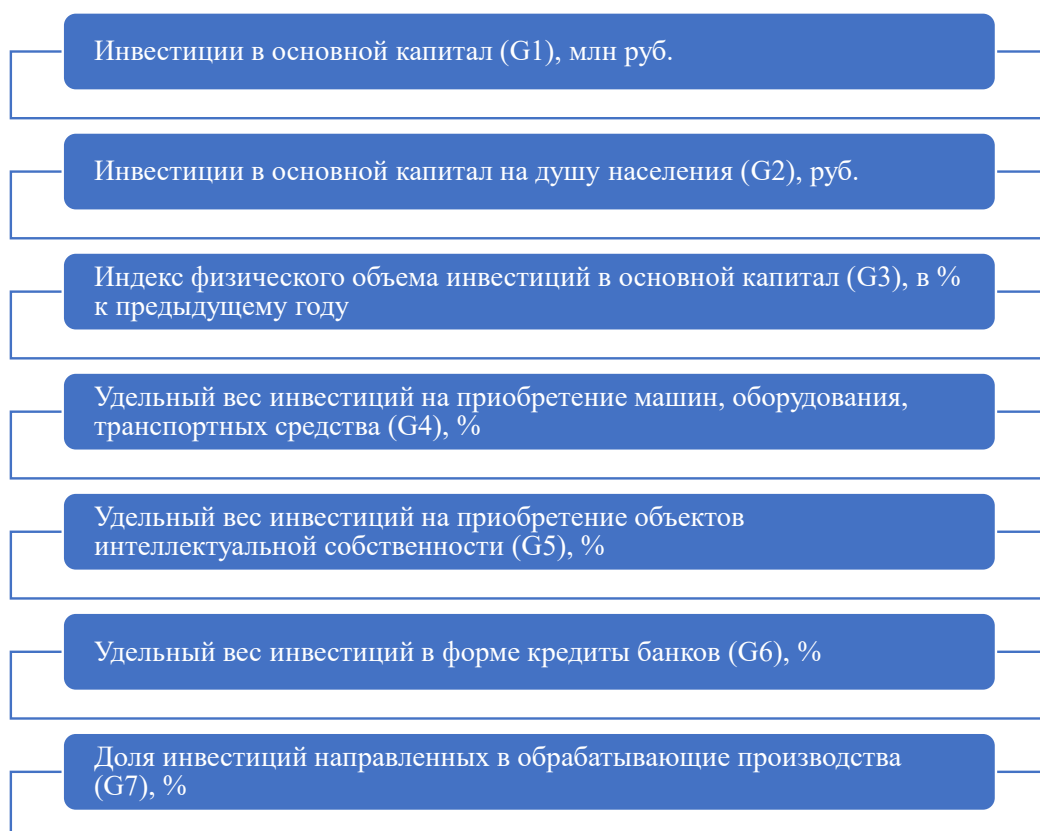 Инвестиции в основной капитал (G1), млн руб.
Инвестиции в основной капитал на душу населения (G2), руб.
Индекс физического объема инвестиций в основной капитал (G3), в %
к предыдущему году
Удельный вес инвестиций на приобретение машин, оборудования,
транспортных средства (G4), %
Удельный вес инвестиций на приобретение объектов
интеллектуальной собственности (G5), %
Удельный вес инвестиций в форме кредиты банков (G6), %
Доля инвестиций направленных в обрабатывающие производства
(G7), %